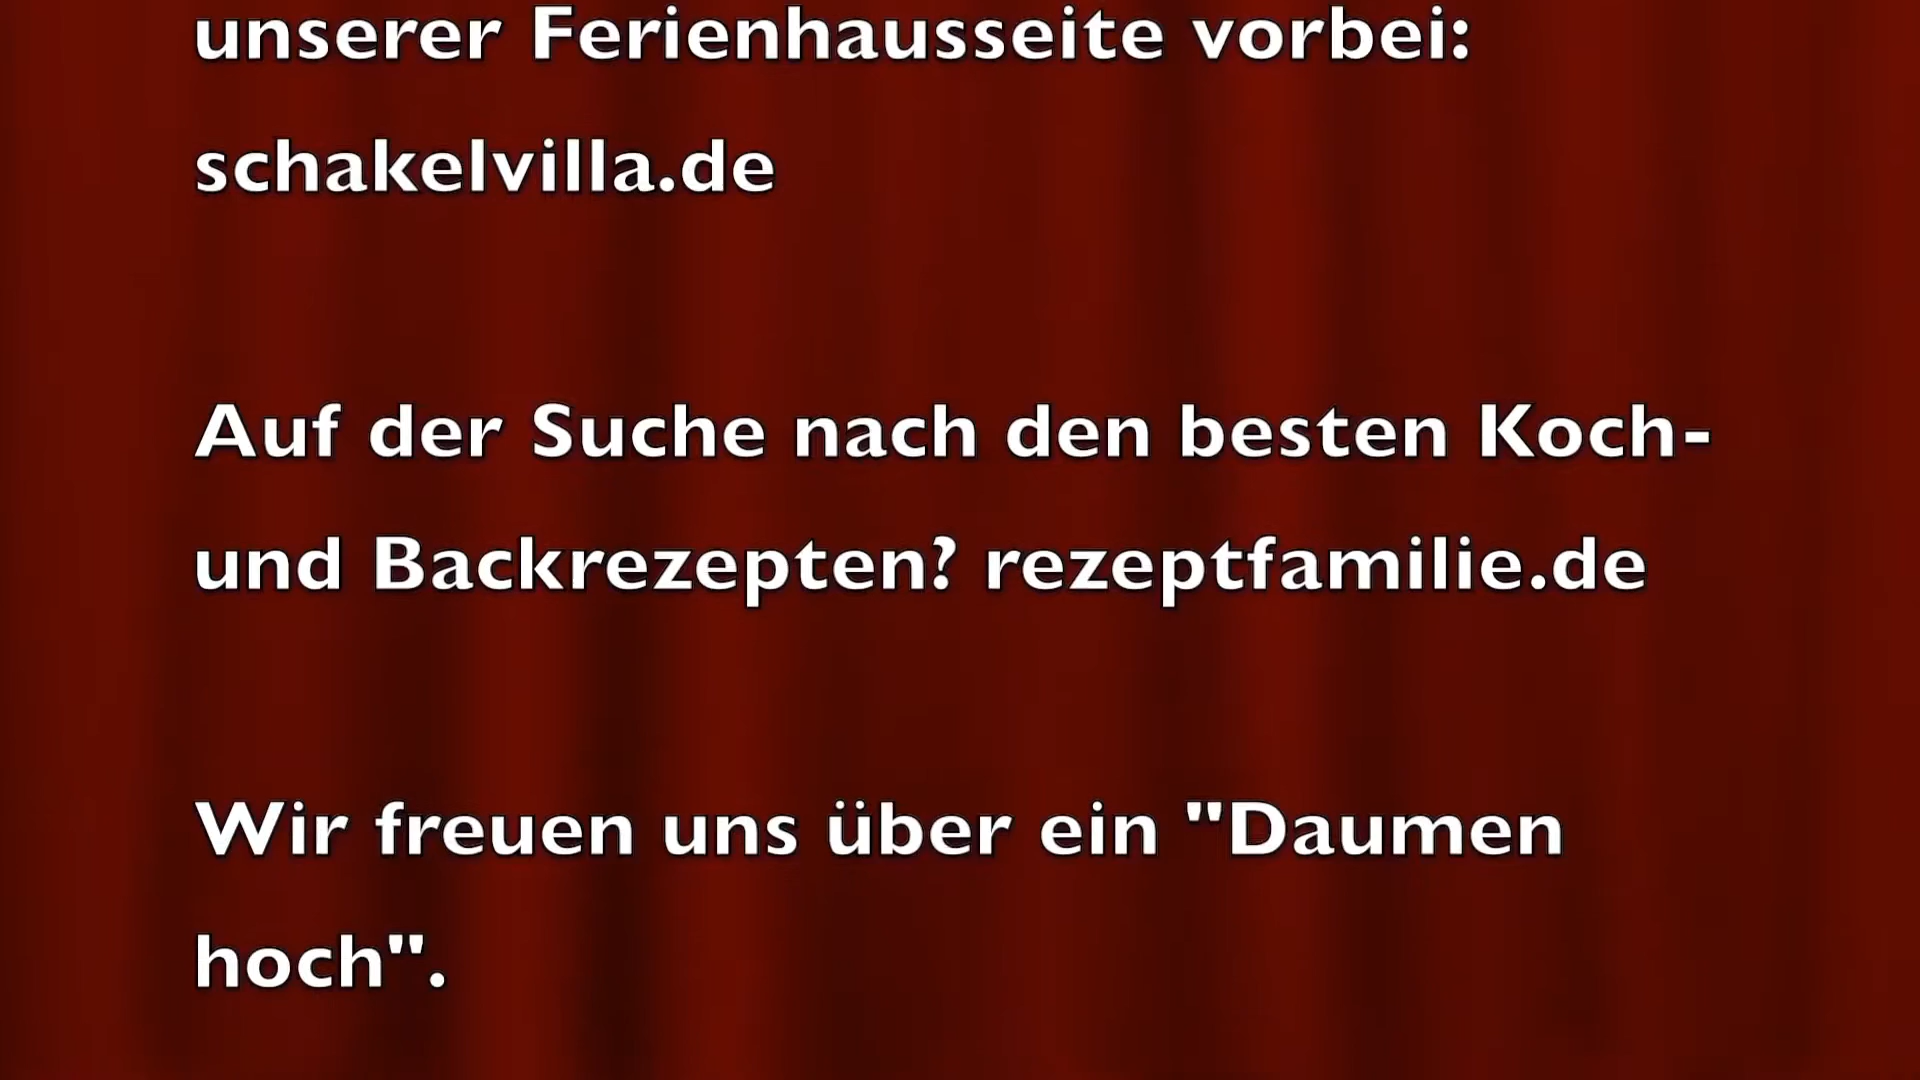 unserer Ferienhausseite vorbei:
schakelvilla.de
Auf der Suche nach den besten Koch-
und Backrezepten? rezeptfamilie.de
Wir freuen uns über ein "Daumen
hoch".